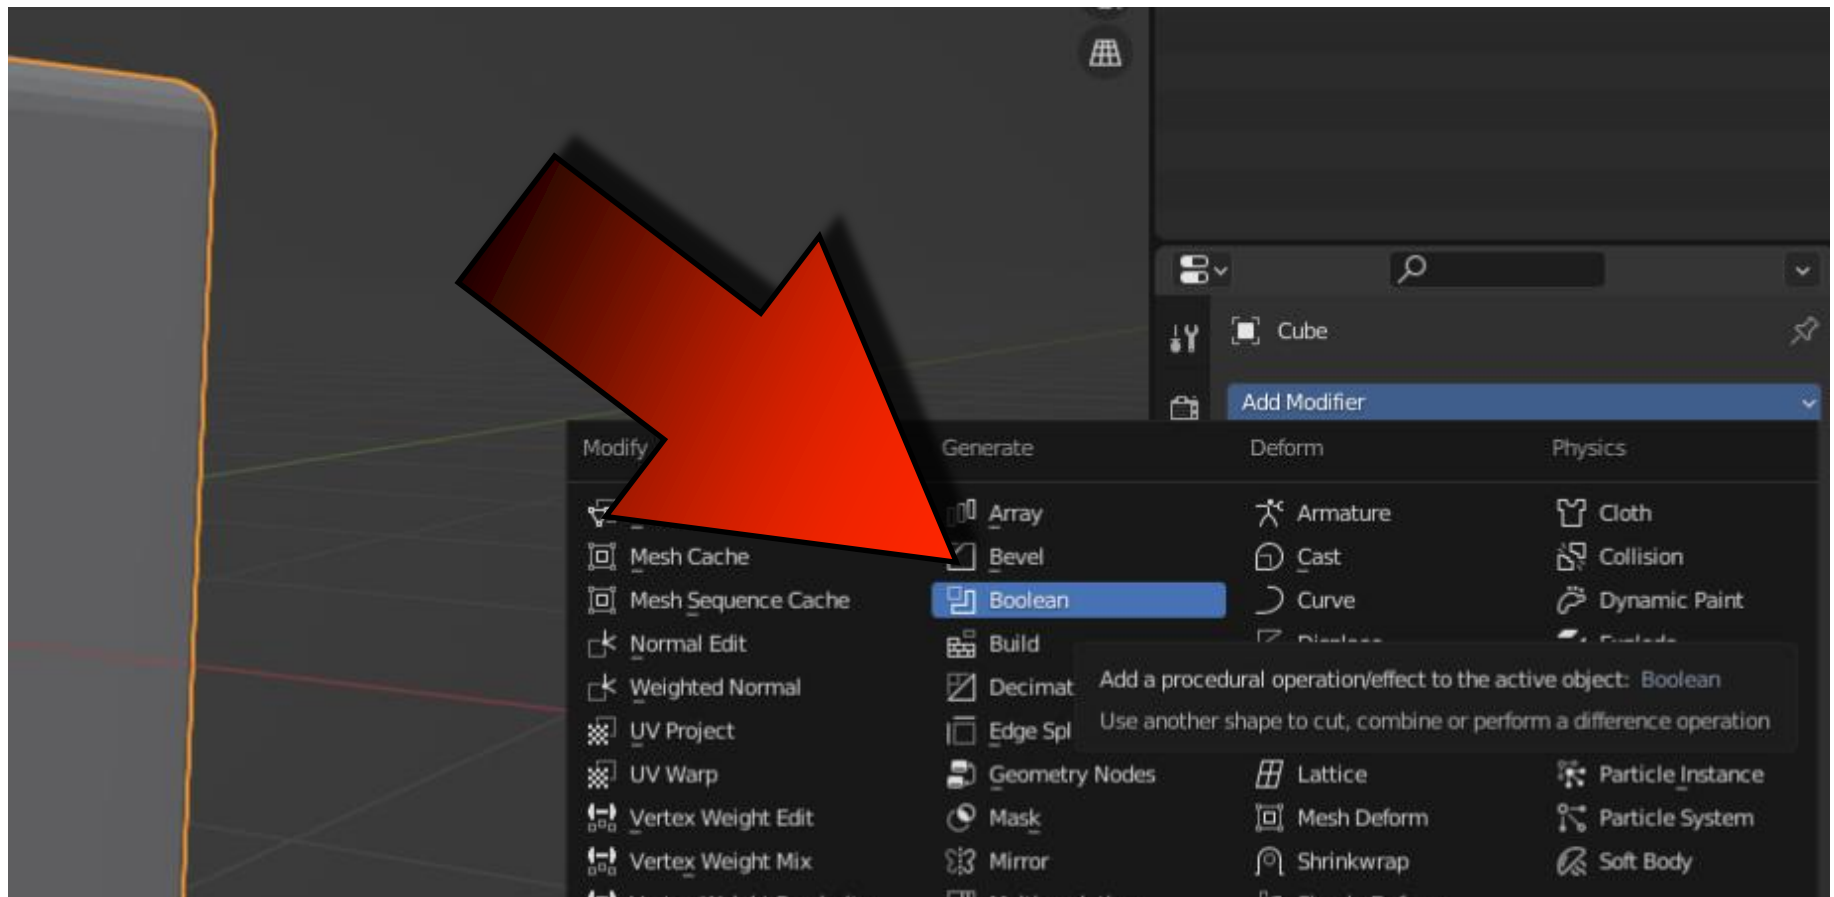 Cube
Add Modifier
Modify
Generate
Deform
Physics
Mesh Cache
Mesh Sequence Cache
Normal Edit
Weighted Normal
UV Project
UV Warp
Vertex Weight Edit
Vertex Weight Mix
Array
Bevel
Boolean
Build
Decimat
Edge Spl
Geometry Nodes
Mask
Mirror
Armature
Cast
Curve
Lattice
Mesh Deform
Shrinkwrap
Cloth
Collision
Dynamic Paint
Particle Instance
Particle System
Soft Body
Add a procedural operation/effect to the active object: Boolean
Use another shape to cut, combine or perform a difference operation